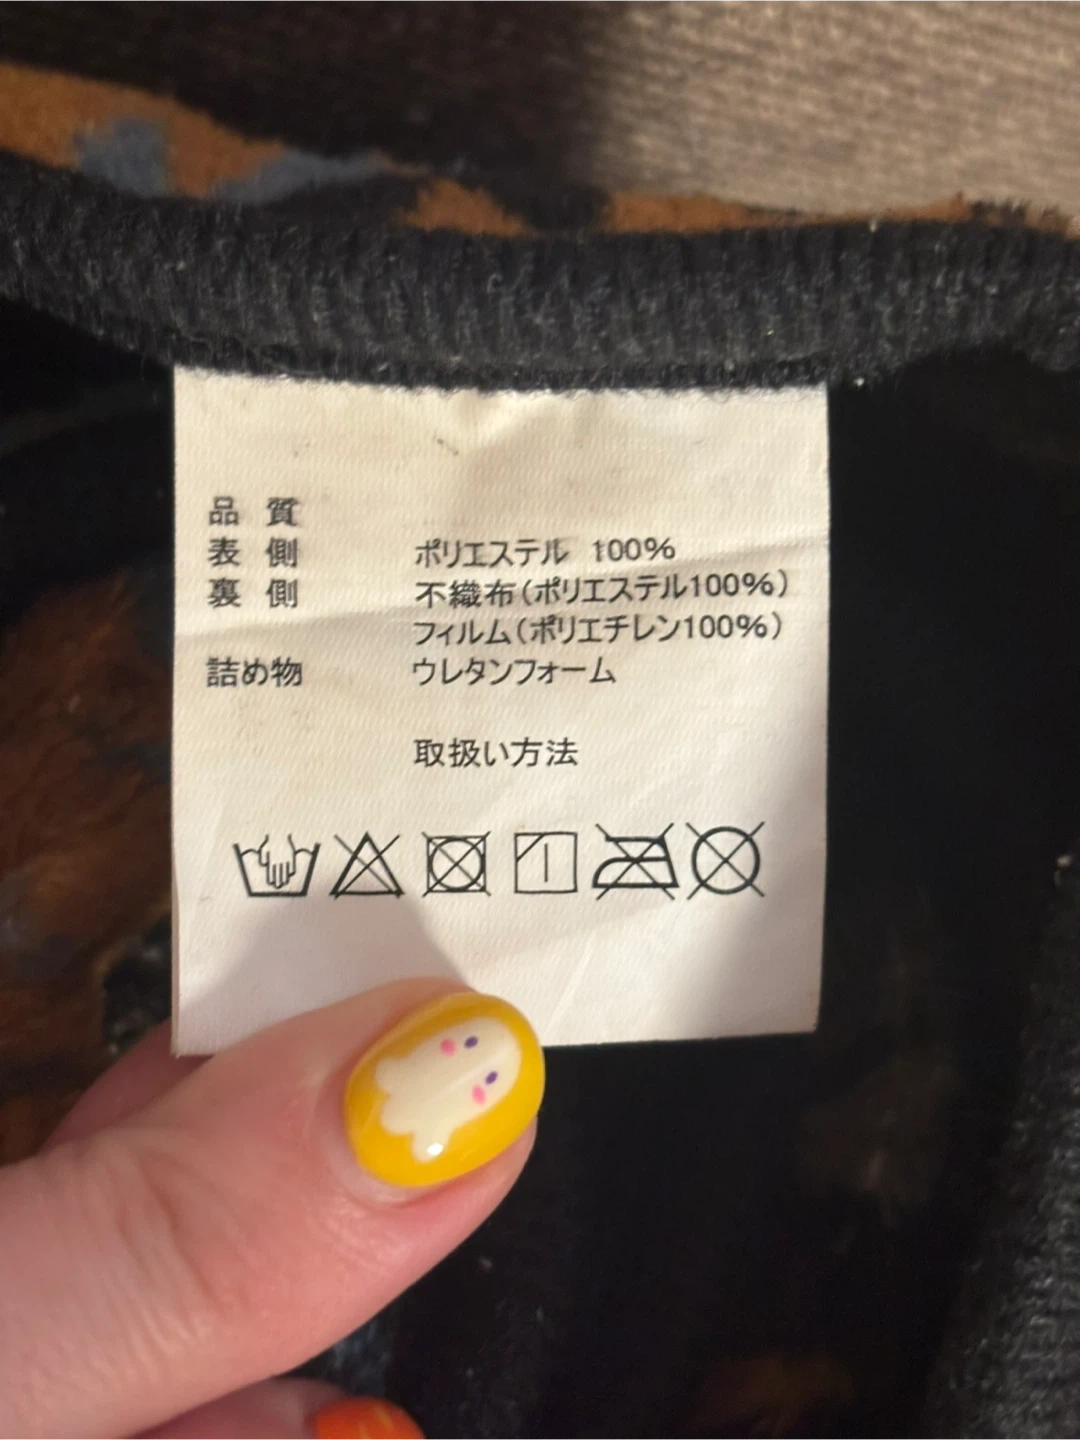 品 質
表 側 ポリエステル 100%
裏 側 不織布(ポリエステル100%)
フィルム(ポリエチレン100%)
詰め物 ウレタンフォーム
取扱い方法